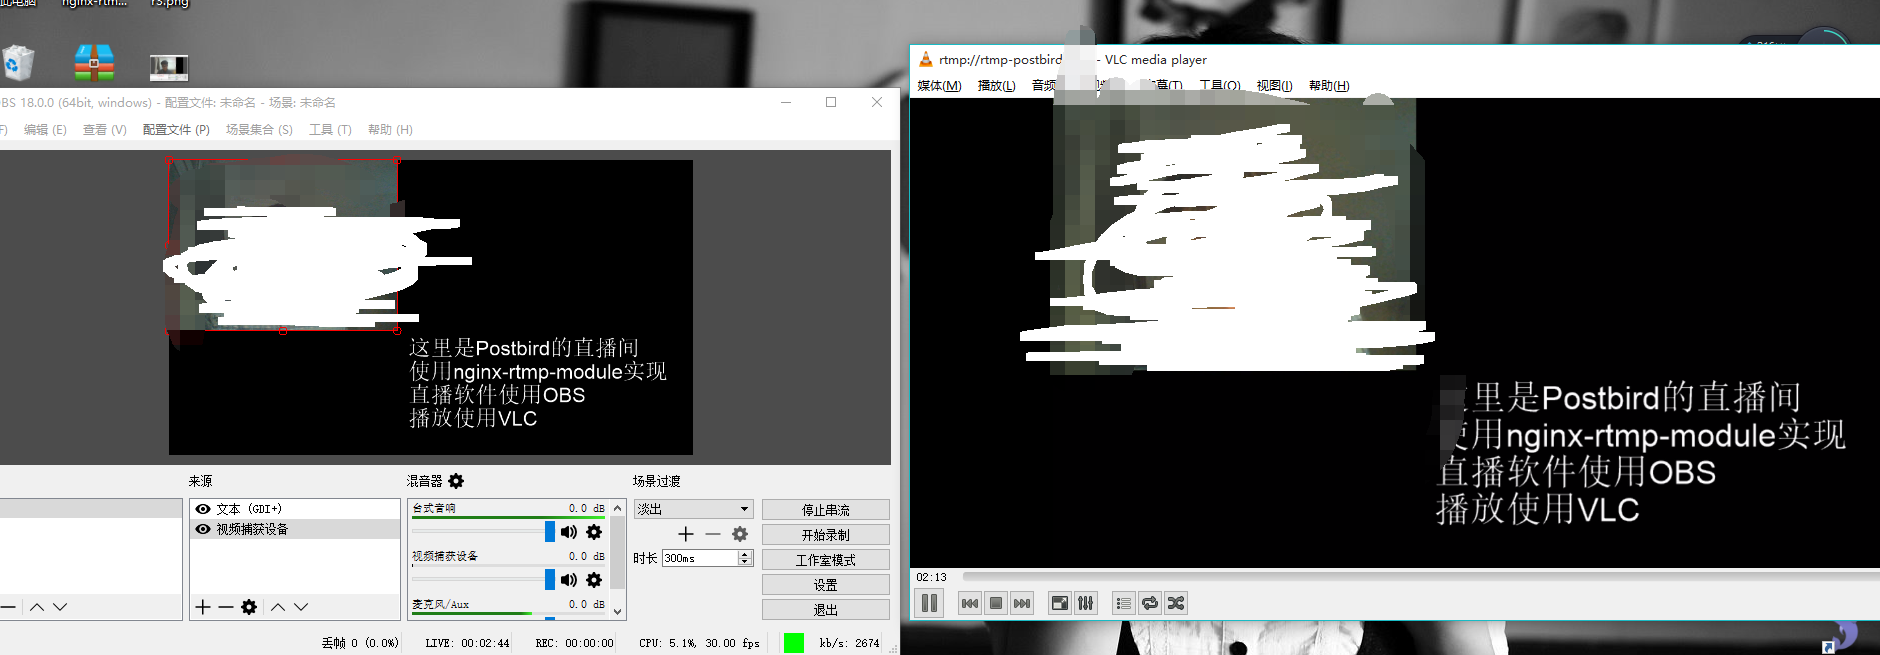 此电脑
nginx-rtm...
r3.png
OBS 18.0.0 (64bit, windows) - 配置文件: 未命名 - 场景: 未命名
编辑 (E) 查看 (V) 配置文件 (P) 场景集合 (S) 工具 (T) 帮助 (H)
这里是Postbird的直播间
使用nginx-rtmp-module实现
直播软件使用OBS
播放使用VLC
来源
文本 (GDI+)
视频捕获设备
混音器
台式音响 0.0 dB
视频捕获设备 0.0 dB
麦克风/Aux 0.0 dB
场景过渡
淡出
时长 300ms
停止串流
开始录制
工作室模式
设置
退出
丢帧 0 (0.0%) LIVE: 00:02:44 REC: 00:00:00 CPU: 5.1%, 30.00 fps kb/s: 2674
rtmp://rtmp-postbird - VLC media player
媒体(M) 播放(L) 音频 工具(O) 视图(I) 帮助(H)
里是Postbird的直播间
使用nginx-rtmp-module实现
直播软件使用OBS
播放使用VLC
02:13